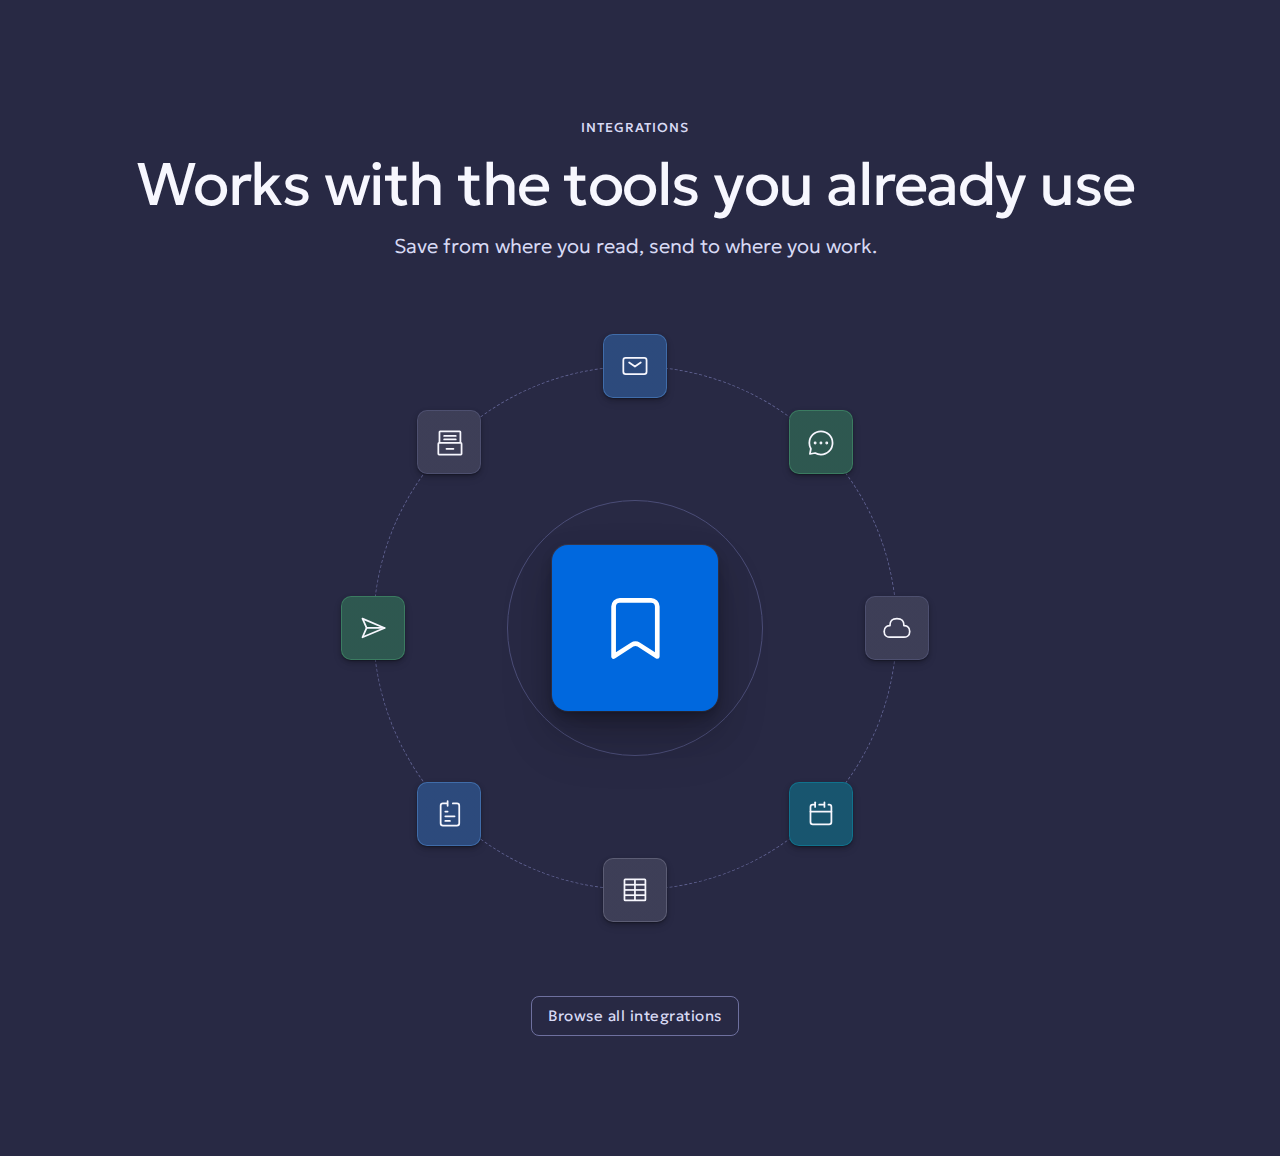 INTEGRATIONS
Works with the tools you already use
Save from where you read, send to where you work.
Browse all integrations